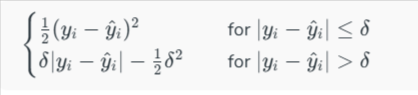 ½(yᵢ − ŷᵢ)² for |yᵢ − ŷᵢ| ≤ δ
δ|yᵢ − ŷᵢ| − ½δ² for |yᵢ − ŷᵢ| > δ